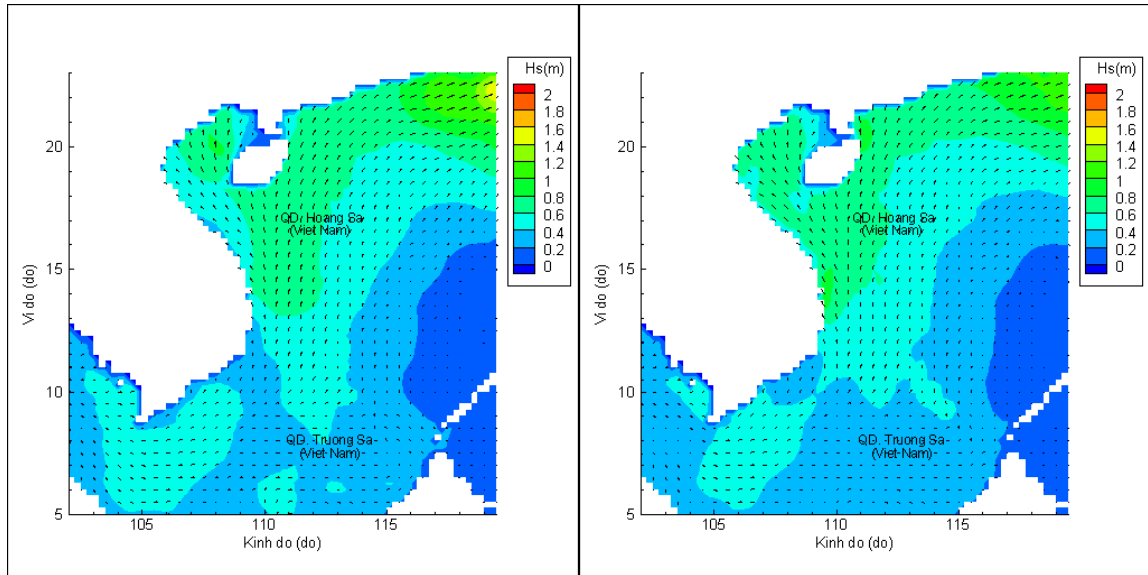 Hs(m)
2
1.8
1.6
1.4
1.2
1
0.8
0.6
0.4
0.2
0
20
15
10
5
Vi do (do)
QD. Hoang Sa
(Viet Nam)
QD. Truong Sa
(Viet Nam)
105
110
115
Kinh do (do)
Hs(m)
2
1.8
1.6
1.4
1.2
1
0.8
0.6
0.4
0.2
0
20
15
10
5
Vi do (do)
QD. Hoang Sa
(Viet Nam)
QD. Truong Sa
(Viet Nam)
105
110
115
Kinh do (do)